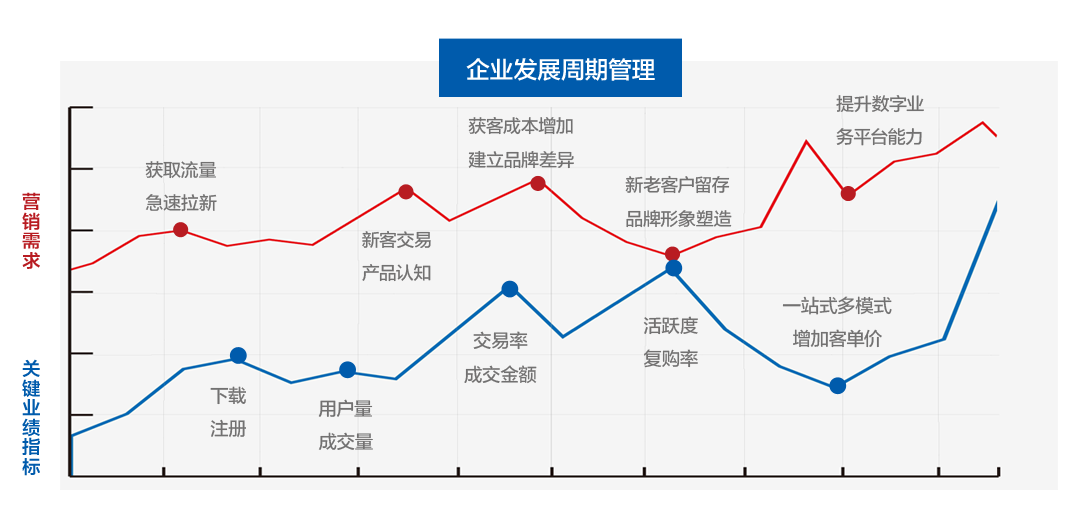 企业发展周期管理
提升数字业
务平台能力
获客成本增加
建立品牌差异
获取流量
急速拉新
新老客户留存
品牌形象塑造
新客交易
产品认知
营销需求
一站式多模式
增加客单价
活跃度
复购率
交易率
成交金额
下载
注册
用户量
成交量
关键业绩指标